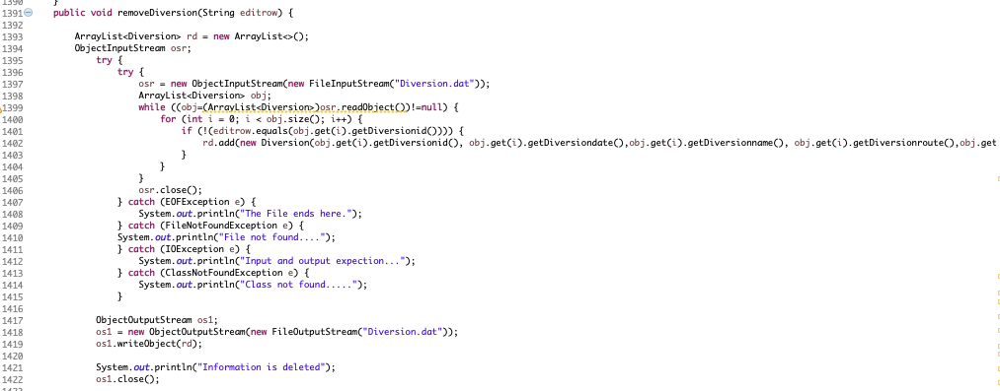 1390 }
1391 public void removeDiversion(String editrow) {
1392
1393 ArrayList<Diversion> rd = new ArrayList<>();
1394 ObjectInputStream osr;
1395 try {
1396 try {
1397 osr = new ObjectInputStream(new FileInputStream("Diversion.dat"));
1398 ArrayList<Diversion> obj;
1399 while ((obj=(ArrayList<Diversion>)osr.readObject())!=null) {
1400 for (int i = 0; i < obj.size(); i++) {
1401 if (!(editrow.equals(obj.get(i).getDiversionid()))) {
1402 rd.add(new Diversion(obj.get(i).getDiversionid(), obj.get(i).getDiversiondate(),obj.get(i).getDiversionname(), obj.get(i).getDiversionroute(),obj.get
1403 }
1404 }
1405 }
1406 osr.close();
1407 } catch (EOFException e) {
1408 System.out.println("The File ends here.");
1409 } catch (FileNotFoundException e) {
1410 System.out.println("File not found....");
1411 } catch (IOException e) {
1412 System.out.println("Input and output expection...");
1413 } catch (ClassNotFoundException e) {
1414 System.out.println("Class not found.....");
1415 }
1416
1417 ObjectOutputStream os1;
1418 os1 = new ObjectOutputStream(new FileOutputStream("Diversion.dat"));
1419 os1.writeObject(rd);
1420
1421 System.out.println("Information is deleted");
1422 os1.close();